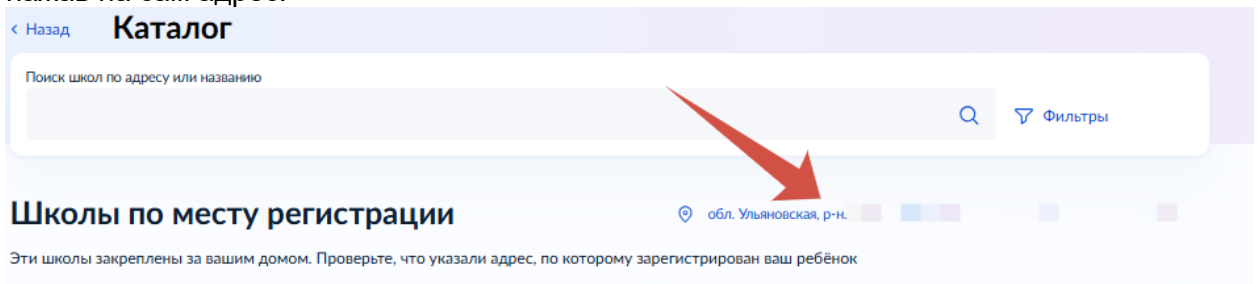 < Назад
Каталог
Поиск школ по адресу или названию
Фильтры
Школы по месту регистрации
обл. Ульяновская, р-н.
Эти школы закреплены за вашим домом. Проверьте, что указали адрес, по которому зарегистрирован ваш ребёнок